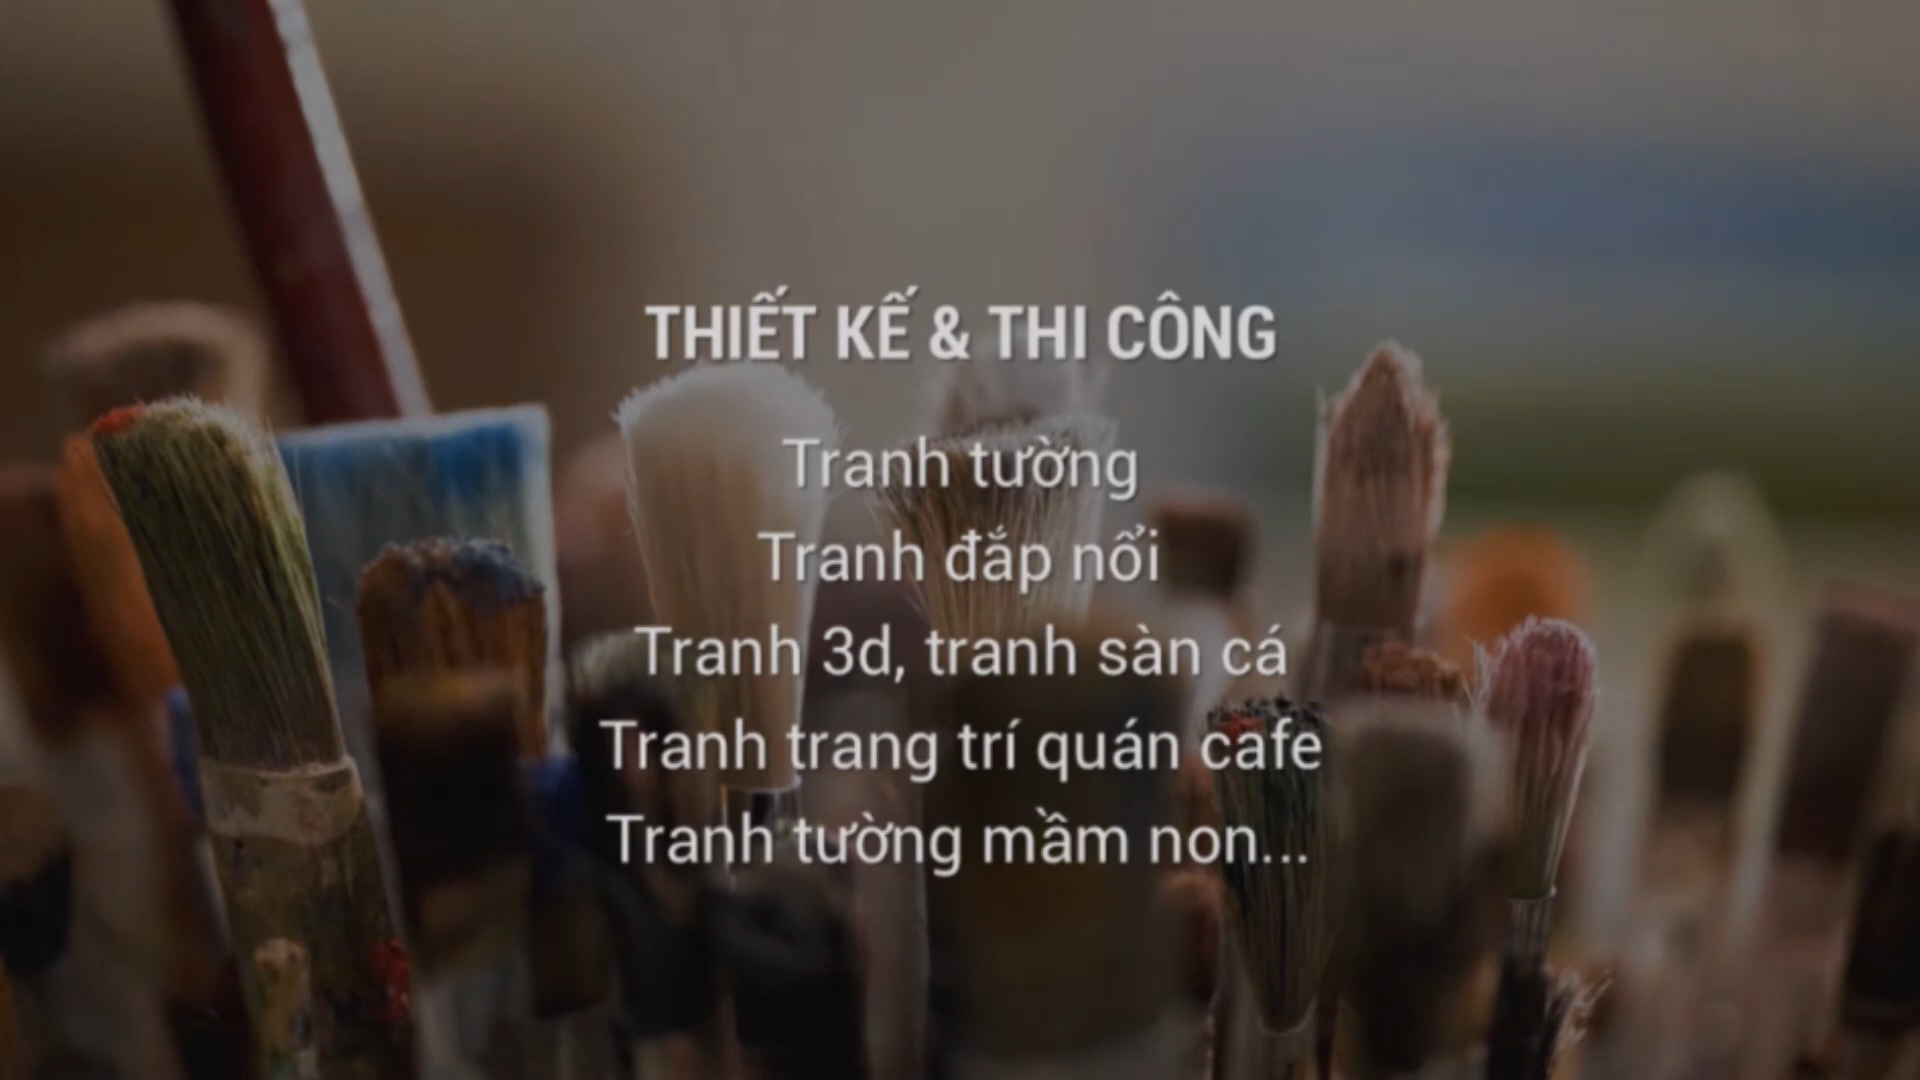 THIẾT KẾ & THI CÔNG
Tranh tường
Tranh đắp nổi
Tranh 3d, tranh sàn cá
Tranh trang trí quán cafe
Tranh tường mầm non...